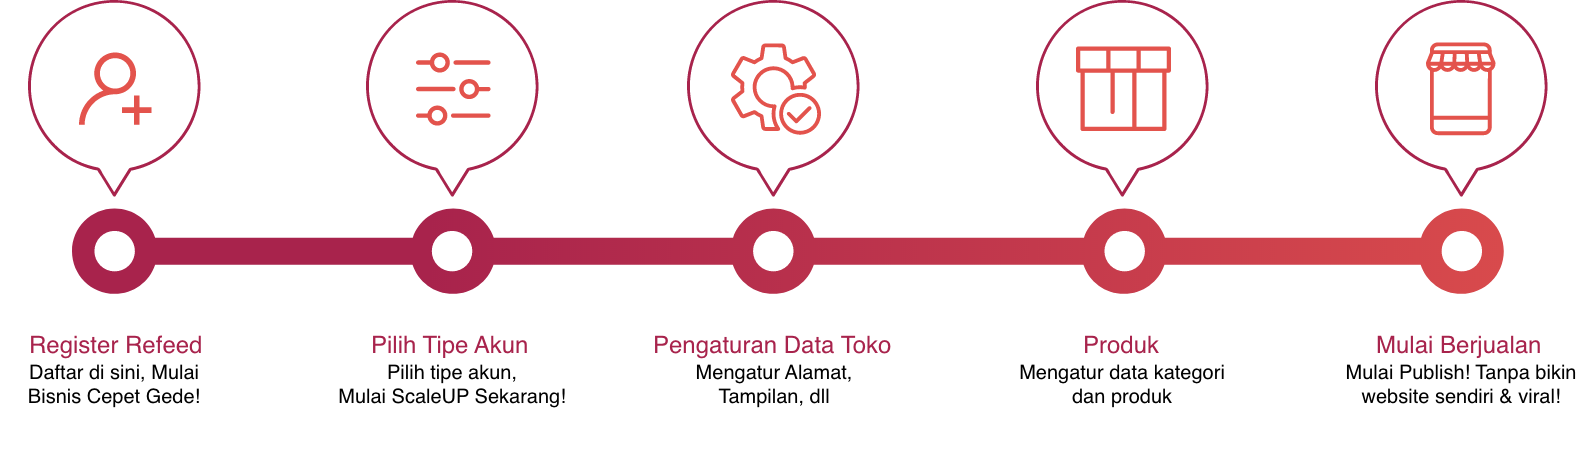 Register Refeed
Daftar di sini, Mulai
Bisnis Cepet Gede!
Pilih Tipe Akun
Pilih tipe akun,
Mulai ScaleUP Sekarang!
Pengaturan Data Toko
Mengatur Alamat,
Tampilan, dll
Produk
Mengatur data kategori
dan produk
Mulai Berjualan
Mulai Publish! Tanpa bikin
website sendiri & viral!